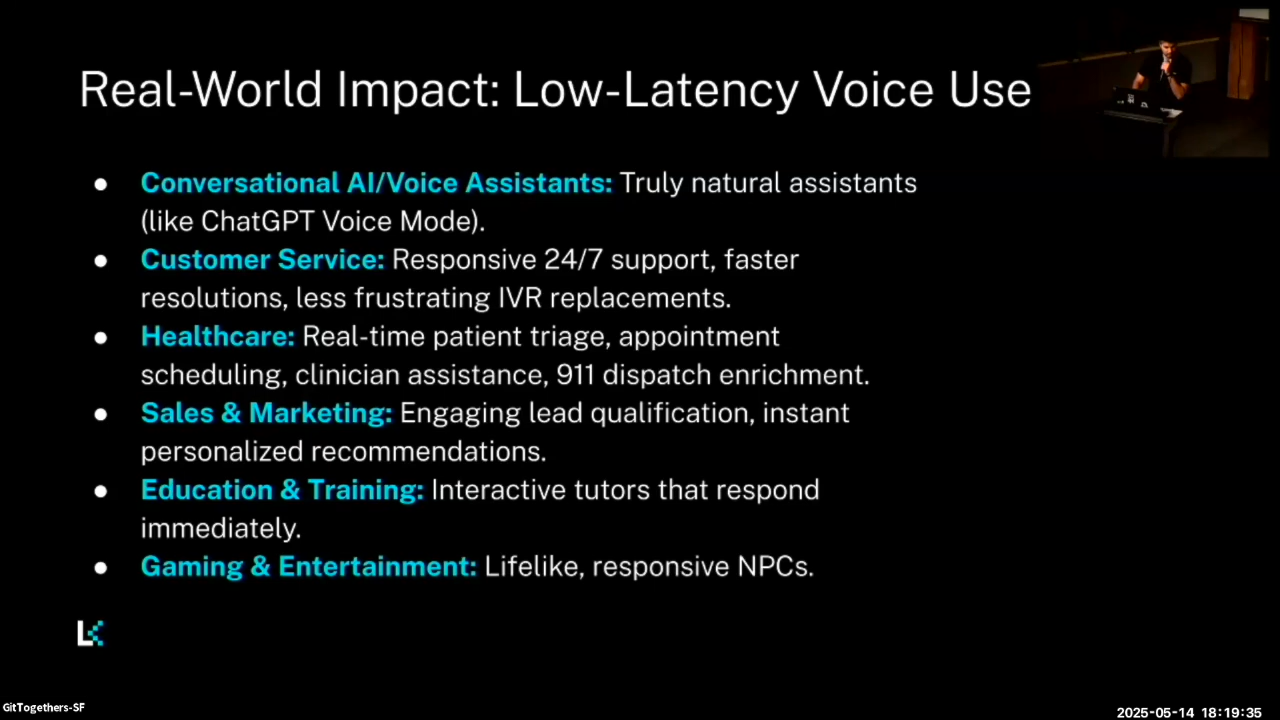 Real-World Impact: Low-Latency Voice Use
● Conversational AI/Voice Assistants: Truly natural assistants
(like ChatGPT Voice Mode).
● Customer Service: Responsive 24/7 support, faster
resolutions, less frustrating IVR replacements.
● Healthcare: Real-time patient triage, appointment
scheduling, clinician assistance, 911 dispatch enrichment.
● Sales & Marketing: Engaging lead qualification, instant
personalized recommendations.
● Education & Training: Interactive tutors that respond
immediately.
● Gaming & Entertainment: Lifelike, responsive NPCs.
LK
GitTogethers-SF
2025-05-14 18:19:35